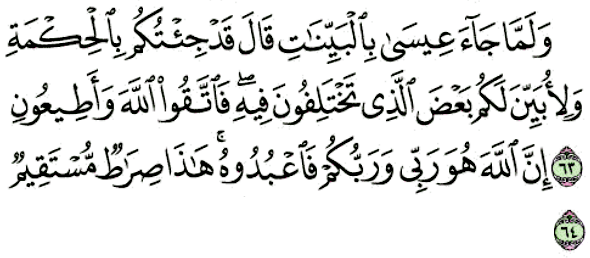 وَلَمَّا جَآءَ عِيسَىٰ بِٱلْبَيِّنَٰتِ قَالَ قَدْ جِئْتُكُم بِٱلْحِكْمَةِ
وَلِأُبَيِّنَ لَكُم بَعْضَ ٱلَّذِى تَخْتَلِفُونَ فِيهِ ۖ فَٱتَّقُوا۟ ٱللَّهَ وَأَطِيعُونِ
٦٣ إِنَّ ٱللَّهَ هُوَ رَبِّى وَرَبُّكُمْ فَٱعْبُدُوهُ ۚ هَٰذَا صِرَٰطٌ مُّسْتَقِيمٌ
٦٤